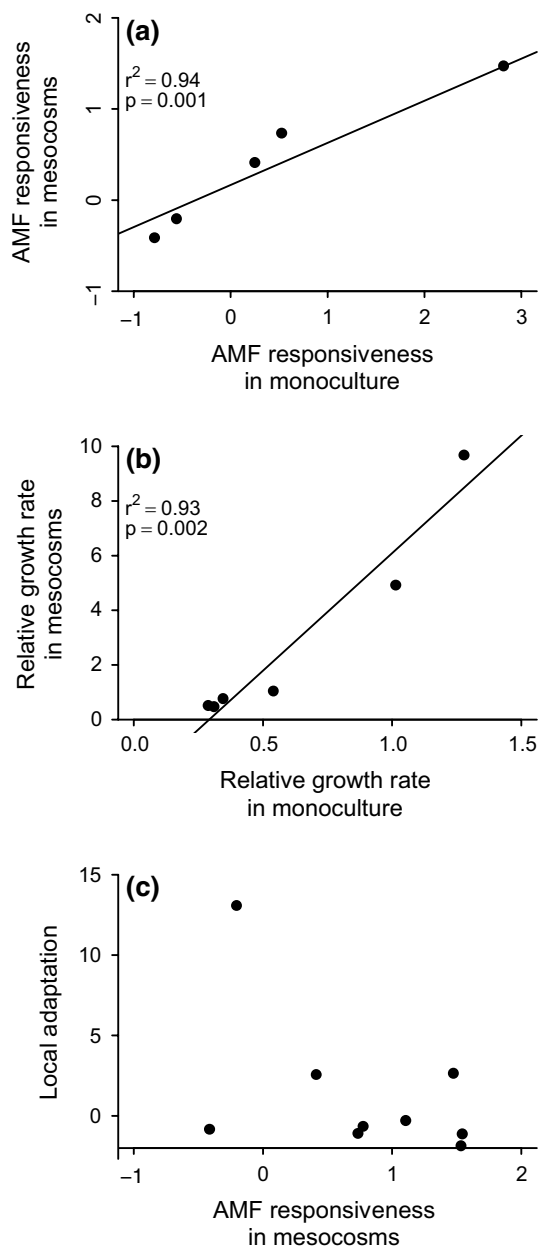 (a)
r² = 0.94
p = 0.001
AMF responsiveness
in mesocosms
2
1
0
−1
−1 0 1 2 3
AMF responsiveness
in monoculture
(b)
r² = 0.93
p = 0.002
Relative growth rate
in mesocosms
10
8
6
4
2
0
0.0 0.5 1.0 1.5
Relative growth rate
in monoculture
(c)
Local adaptation
15
10
5
0
−1 0 1 2
AMF responsiveness
in mesocosms